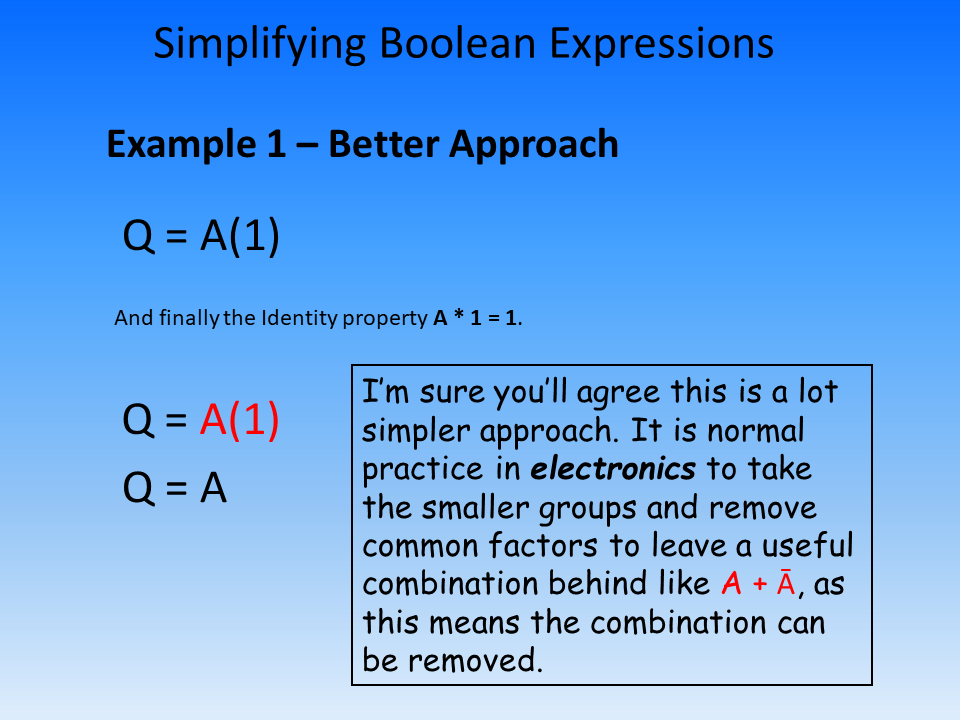 Simplifying Boolean Expressions
Example 1 – Better Approach
Q = A(1)
And finally the Identity property A * 1 = 1.
Q = A(1)
Q = A
I’m sure you’ll agree this is a lot
simpler approach. It is normal
practice in electronics to take
the smaller groups and remove
common factors to leave a useful
combination behind like A + Ā, as
this means the combination can
be removed.